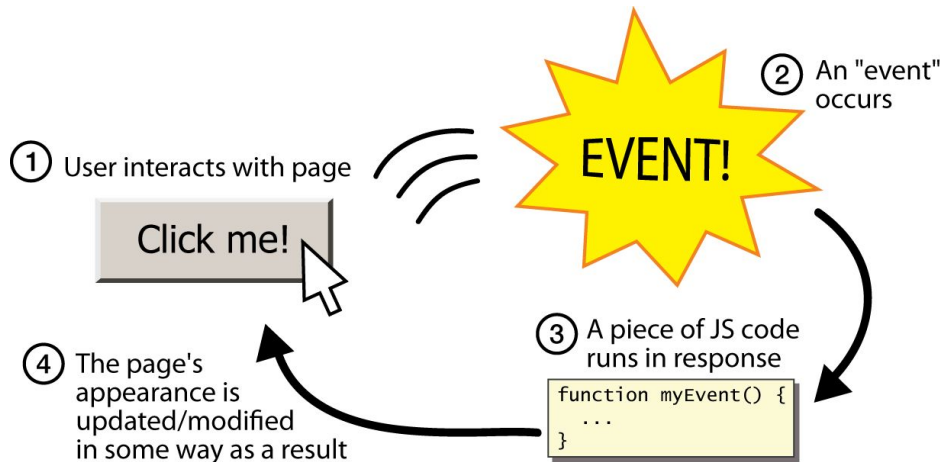 1 User interacts with page
Click me!
EVENT!
2 An "event"
occurs
3 A piece of JS code
runs in response
function myEvent() {
...
}
4 The page's
appearance is
updated/modified
in some way as a result